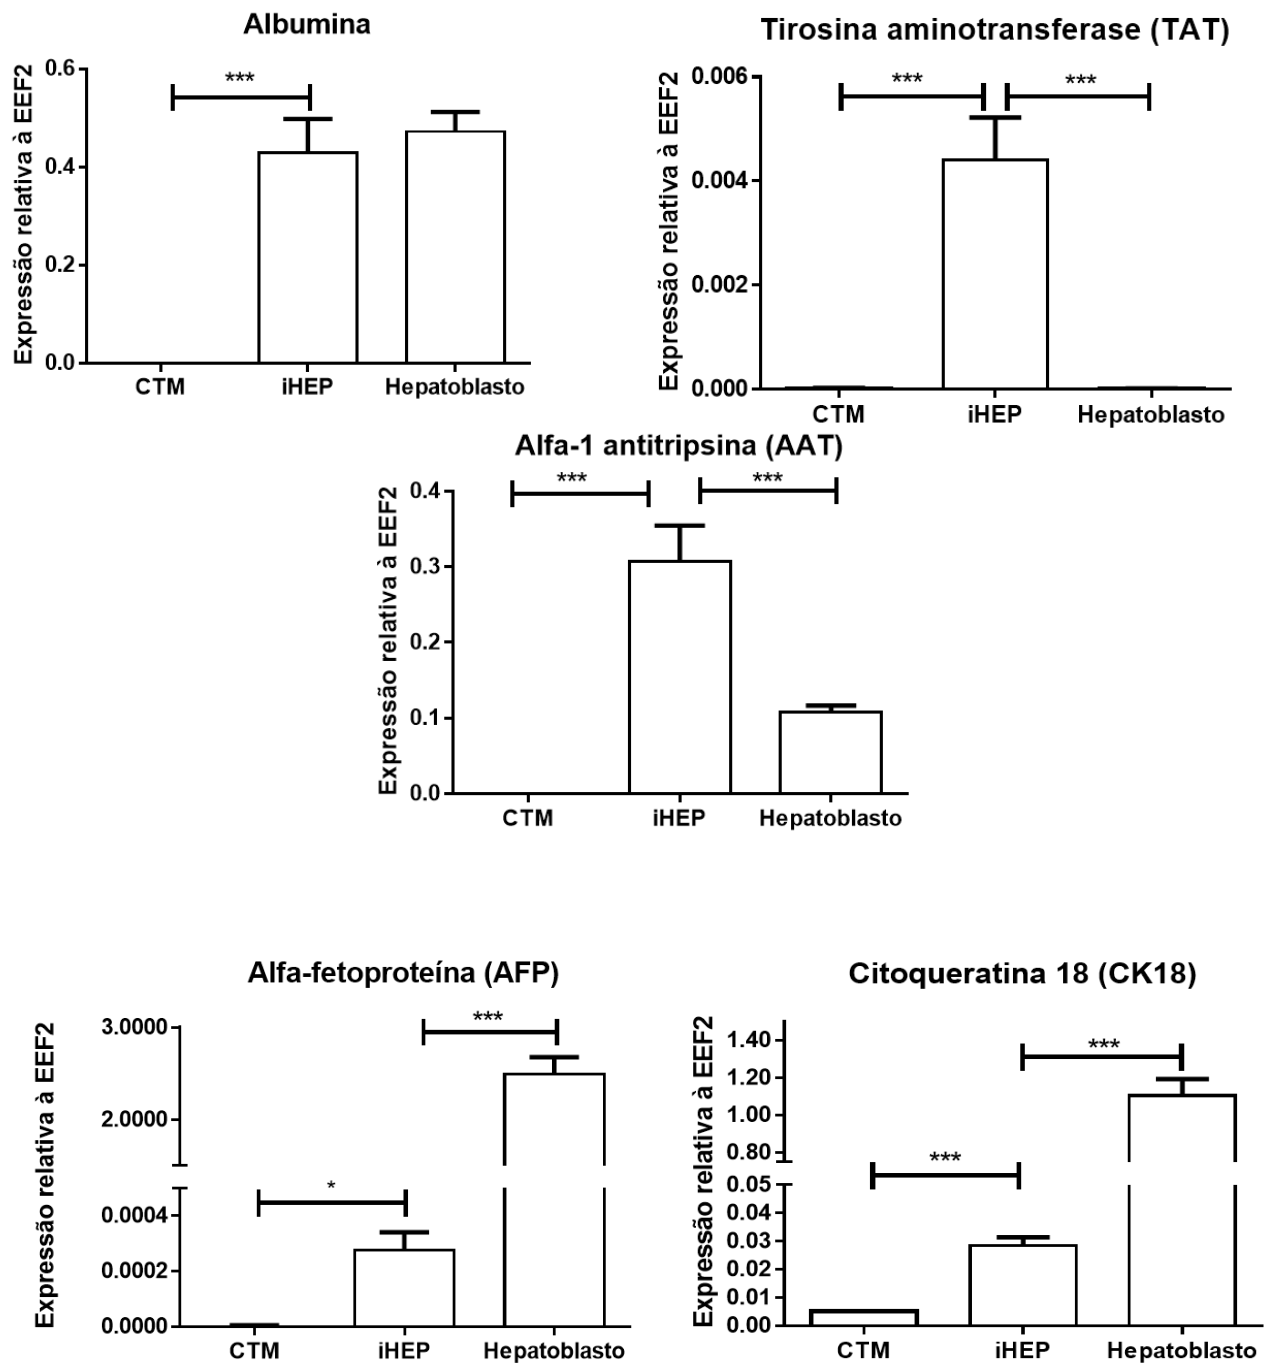 Albumina
Expressão relativa à EEF2
0.6
0.4
0.2
0.0
***
CTM
iHEP
Hepatoblasto
Tirosina aminotransferase (TAT)
Expressão relativa à EEF2
0.006
0.004
0.002
0.000
***
***
CTM
iHEP
Hepatoblasto
Alfa-1 antitripsina (AAT)
Expressão relativa à EEF2
0.4
0.3
0.2
0.1
0.0
***
***
CTM
iHEP
Hepatoblasto
Alfa-fetoproteína (AFP)
Expressão relativa à EEF2
3.0000
2.0000
0.0004
0.0002
0.0000
***
*
CTM
iHEP
Hepatoblasto
Citoqueratina 18 (CK18)
Expressão relativa à EEF2
1.40
1.20
1.00
0.80
0.05
0.04
0.03
0.02
0.01
0.00
***
***
CTM
iHEP
Hepatoblasto